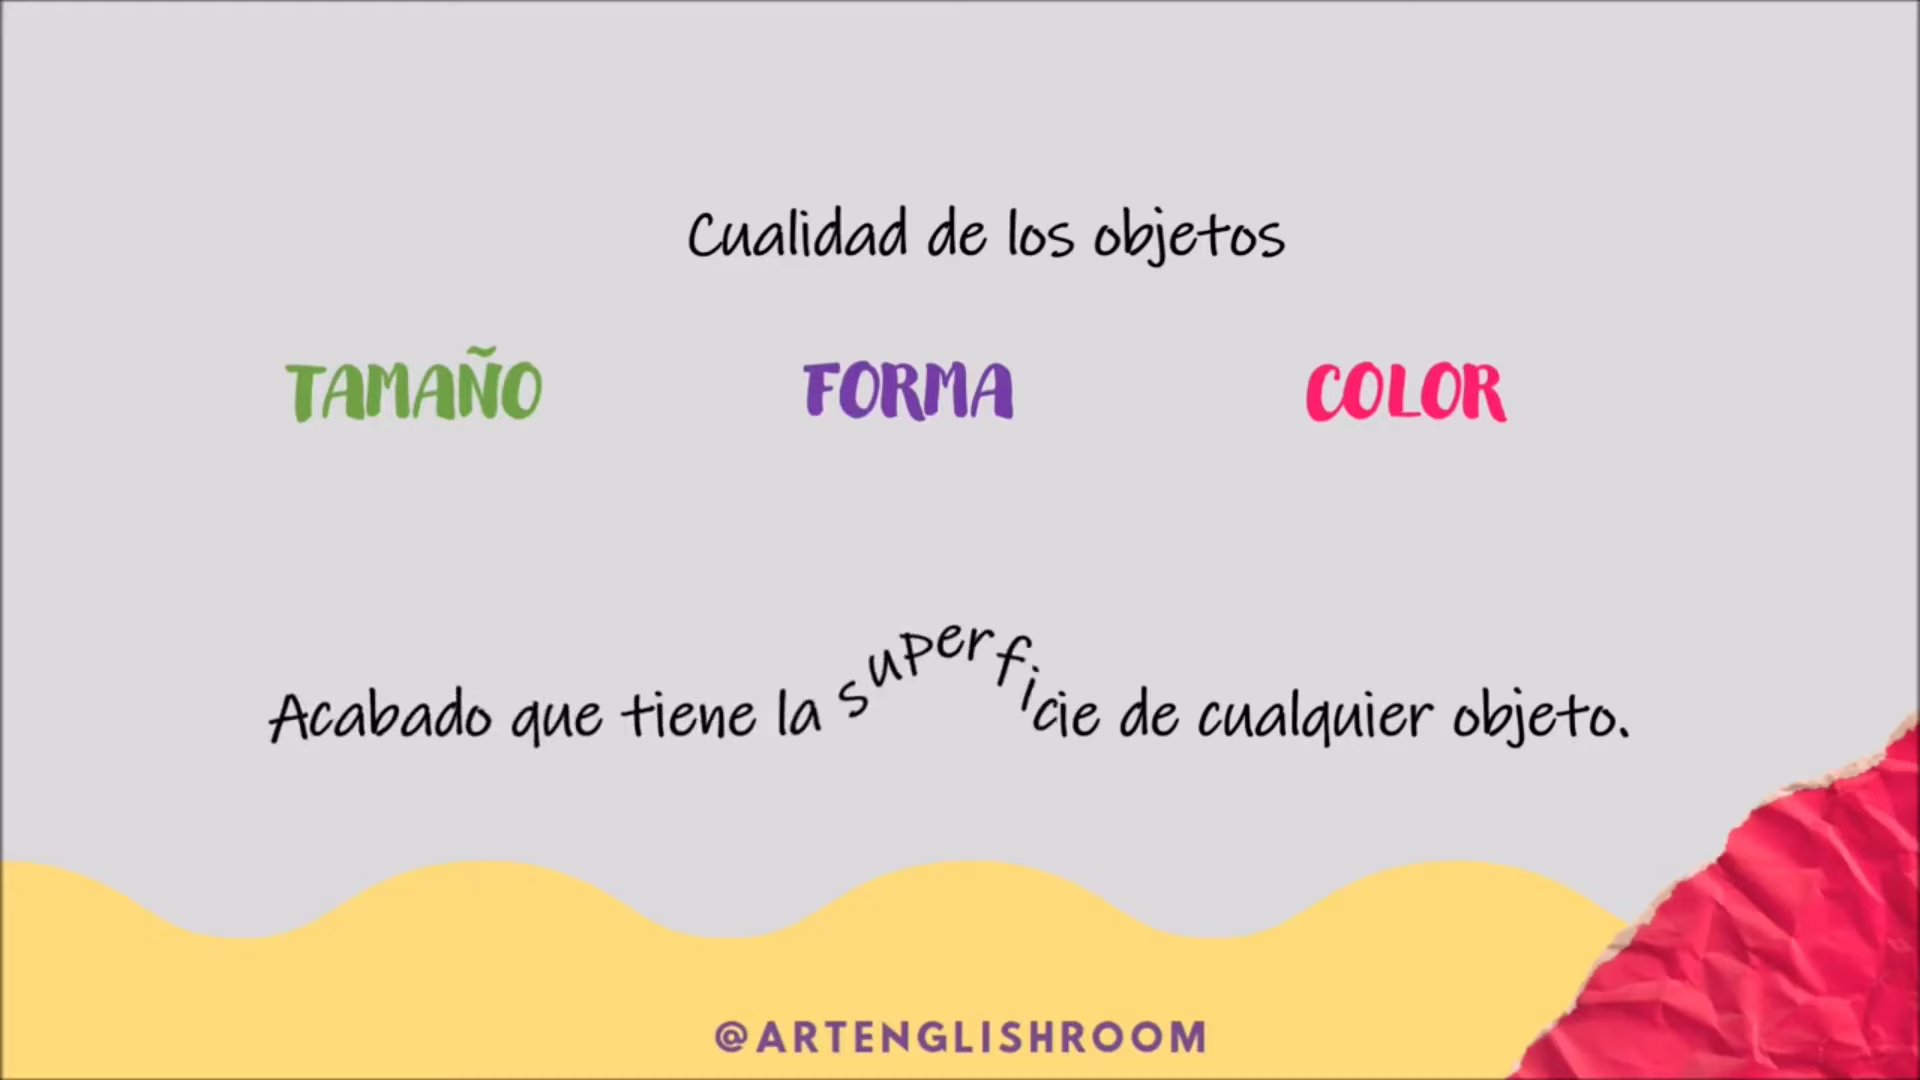 Cualidad de los objetos
TAMAÑO FORMA COLOR
Acabado que tiene la superficie de cualquier objeto.
@ARTENGLISHROOM